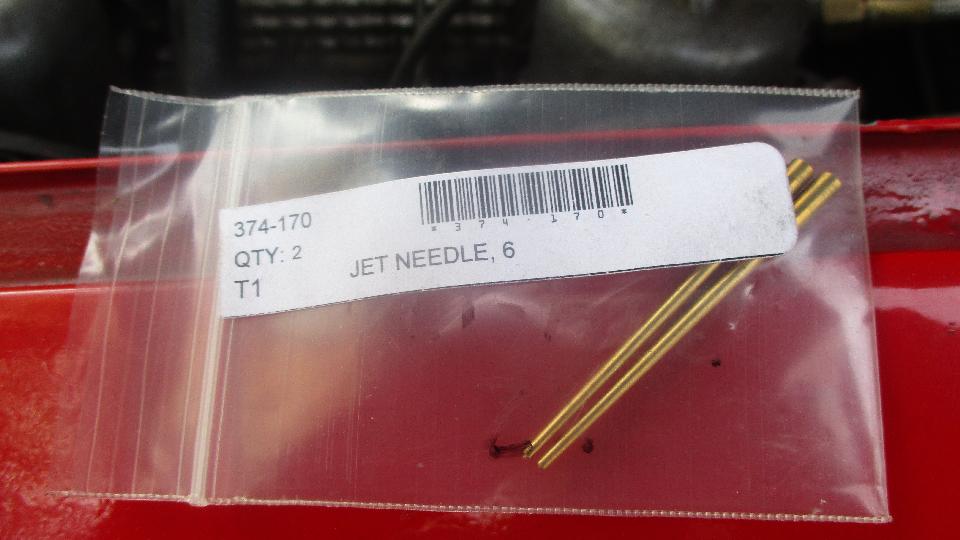 374-170
*374-170*
QTY: 2
JET NEEDLE, 6
T1